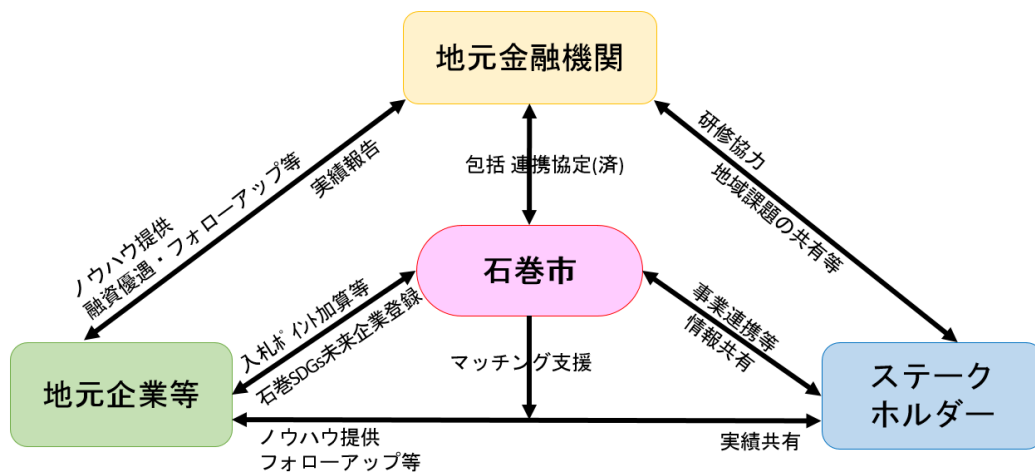 地元金融機関
ノウハウ提供
融資優遇・フォローアップ等
実績報告
包括 連携協定(済)
研修協力
地域課題の共有等
石巻市
入札ﾎﾟｲﾝﾄ加算等
石巻SDGs未来企業登録
マッチング支援
事業連携等
情報共有
地元企業等
ステーク
ホルダー
ノウハウ提供
フォローアップ等
実績共有